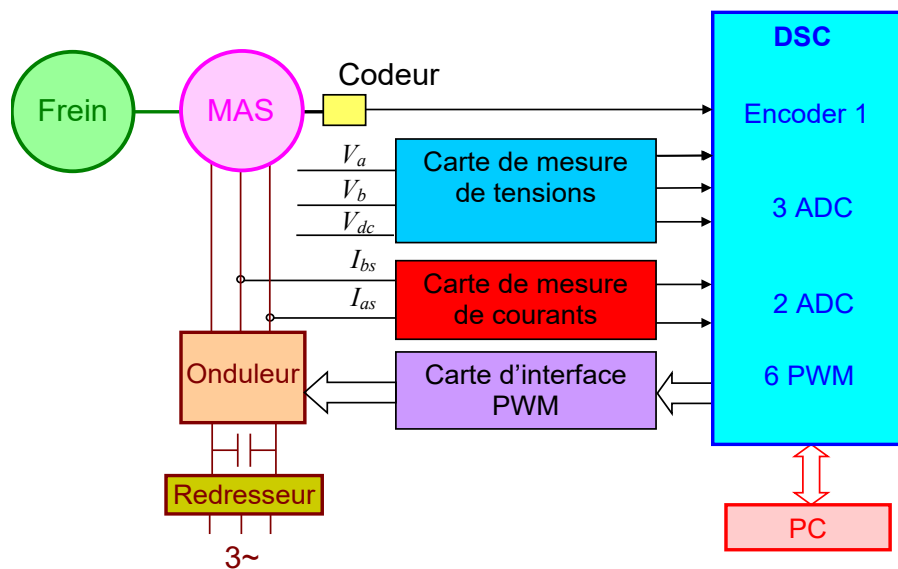 DSC
Codeur
Frein
MAS
Encoder 1
Va
Vb
Vdc
Carte de mesure
de tensions
3 ADC
Ibs
Ias
Carte de mesure
de courants
2 ADC
Onduleur
Carte d'interface
PWM
6 PWM
Redresseur
PC
3~